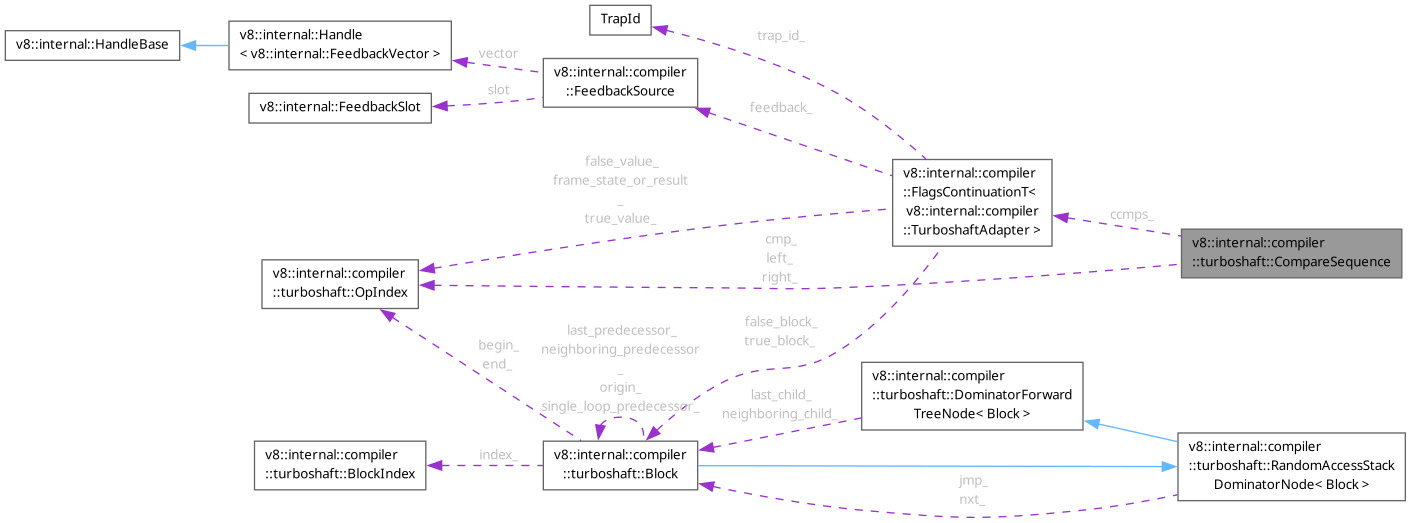 TrapId
v8::internal::HandleBase
v8::internal::Handle
< v8::internal::FeedbackVector >
trap_id_
vector
v8::internal::compiler
::FeedbackSource
slot
v8::internal::FeedbackSlot
feedback_
false_value_
frame_state_or_result
_
true_value_
v8::internal::compiler
::FlagsContinuationT<
v8::internal::compiler
::TurboshaftAdapter >
ccmps_
v8::internal::compiler
::turboshaft::CompareSequence
cmp_
left_
right_
v8::internal::compiler
::turboshaft::OpIndex
false_block_
true_block_
begin_
end_
last_predecessor_
neighboring_predecessor
_
origin_
single_loop_predecessor_
last_child_
neighboring_child_
v8::internal::compiler
::turboshaft::DominatorForward
TreeNode< Block >
v8::internal::compiler
::turboshaft::BlockIndex
index_
v8::internal::compiler
::turboshaft::Block
v8::internal::compiler
::turboshaft::RandomAccessStack
DominatorNode< Block >
jmp_
nxt_